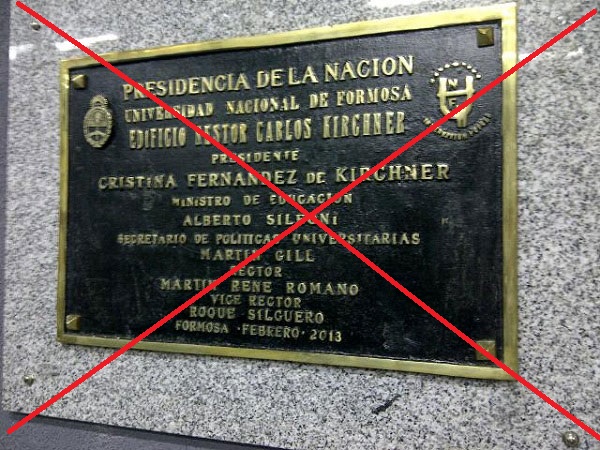 PRESIDENCIA DE LA NACION
UNIVERSIDAD NACIONAL DE FORMOSA
EDIFICIO NESTOR CARLOS KIRCHNER
PRESIDENTE
CRISTINA FERNANDEZ DE KIRCHNER
MINISTRO DE EDUCACION
ALBERTO SILEONI
SECRETARIO DE POLITICAS UNIVERSITARIAS
MARTIN GILL
RECTOR
MARTIN RENE ROMANO
VICE RECTOR
ROQUE SILGUERO
FORMOSA · FEBRERO · 2013